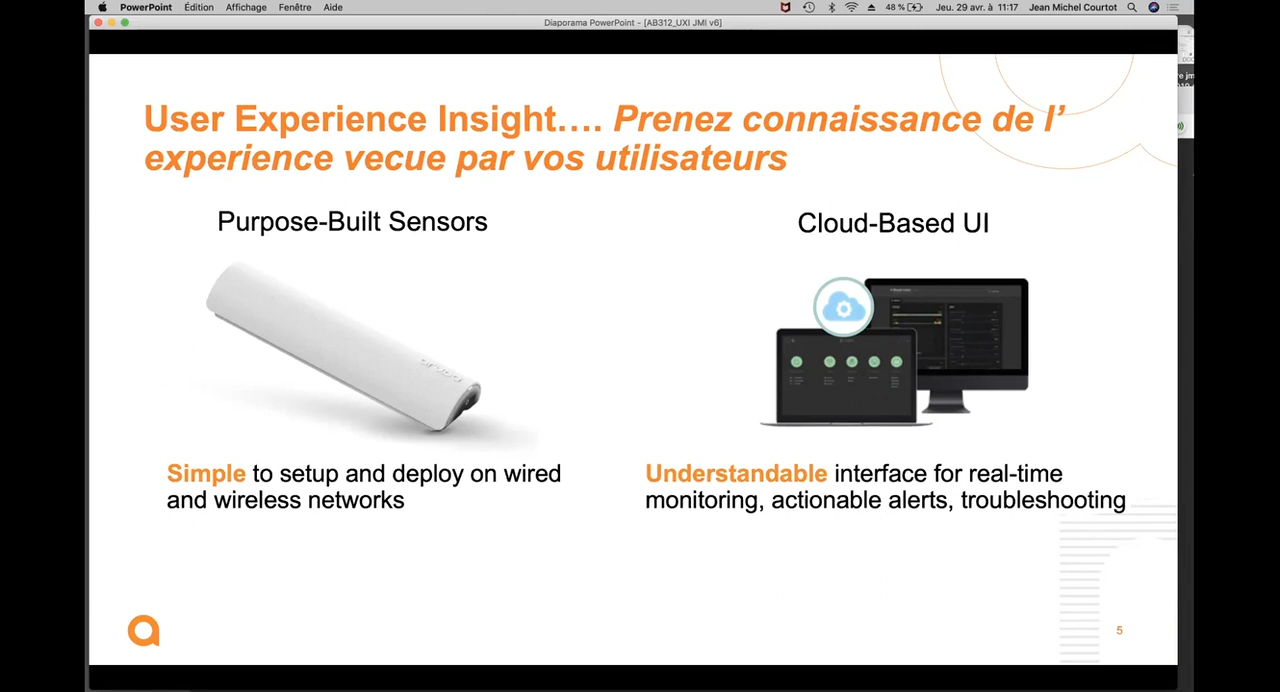 PowerPoint Édition Affichage Fenêtre Aide 48 % Jeu. 29 avr. à 11:17 Jean Michel Courtot
Diaporama PowerPoint - [AB312_UXI JMI v6]
User Experience Insight…. Prenez connaissance de l’
experience vecue par vos utilisateurs
Purpose-Built Sensors
Cloud-Based UI
aruba
Simple to setup and deploy on wired
and wireless networks
Understandable interface for real-time
monitoring, actionable alerts, troubleshooting
5